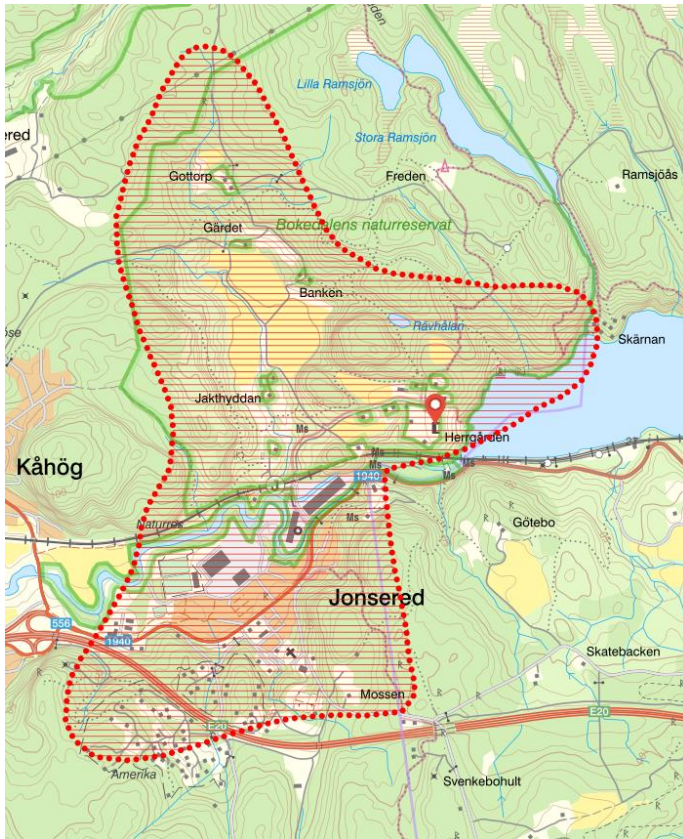 Lilla Ramsjön
Stora Ramsjön
ered
Gottorp
Freden
Ramsjöås
Bokedalens naturreservat
Gärdet
Banken
Rävhålan
Skärnan
Jakthyddan
Ms
Herrgården
Ms
Ms
Ms
1940
Kåhög
Ms
Naturres
Götebo
Jonsered
556
1940
Skatebacken
Mossen
E20
E20
Amerika
Svenkebohult